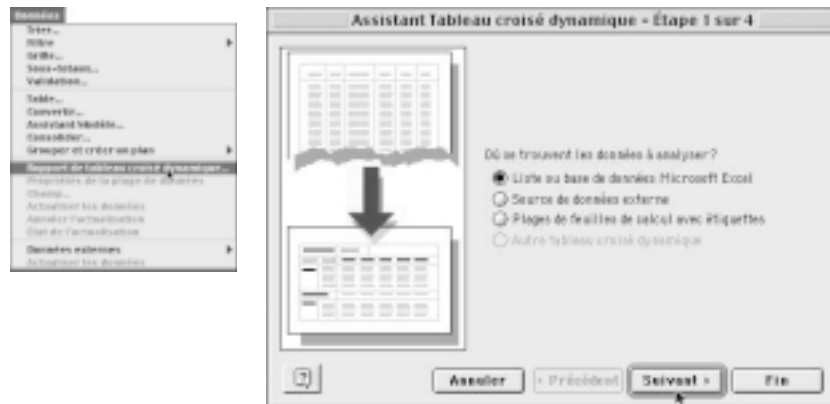 Données
Trier...
Filtre
Grille...
Sous-totaux...
Validation...
Table...
Convertir...
Assistant Modèle...
Consolider...
Grouper et créer un plan
Rapport de tableau croisé dynamique...
Propriétés de la plage de données
Champ...
Actualiser les données
Annuler l'actualisation
État de l'actualisation
Données externes
Actualiser les données
Assistant Tableau croisé dynamique - Étape 1 sur 4
Où se trouvent les données à analyser ?
Liste ou base de données Microsoft Excel
Source de données externe
Plages de feuilles de calcul avec étiquettes
Autre tableau croisé dynamique
?
Annuler
< Précédent
Suivant >
Fin